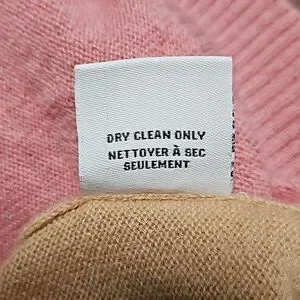 DRY CLEAN ONLY
NETTOYER À SEC
SEULEMENT